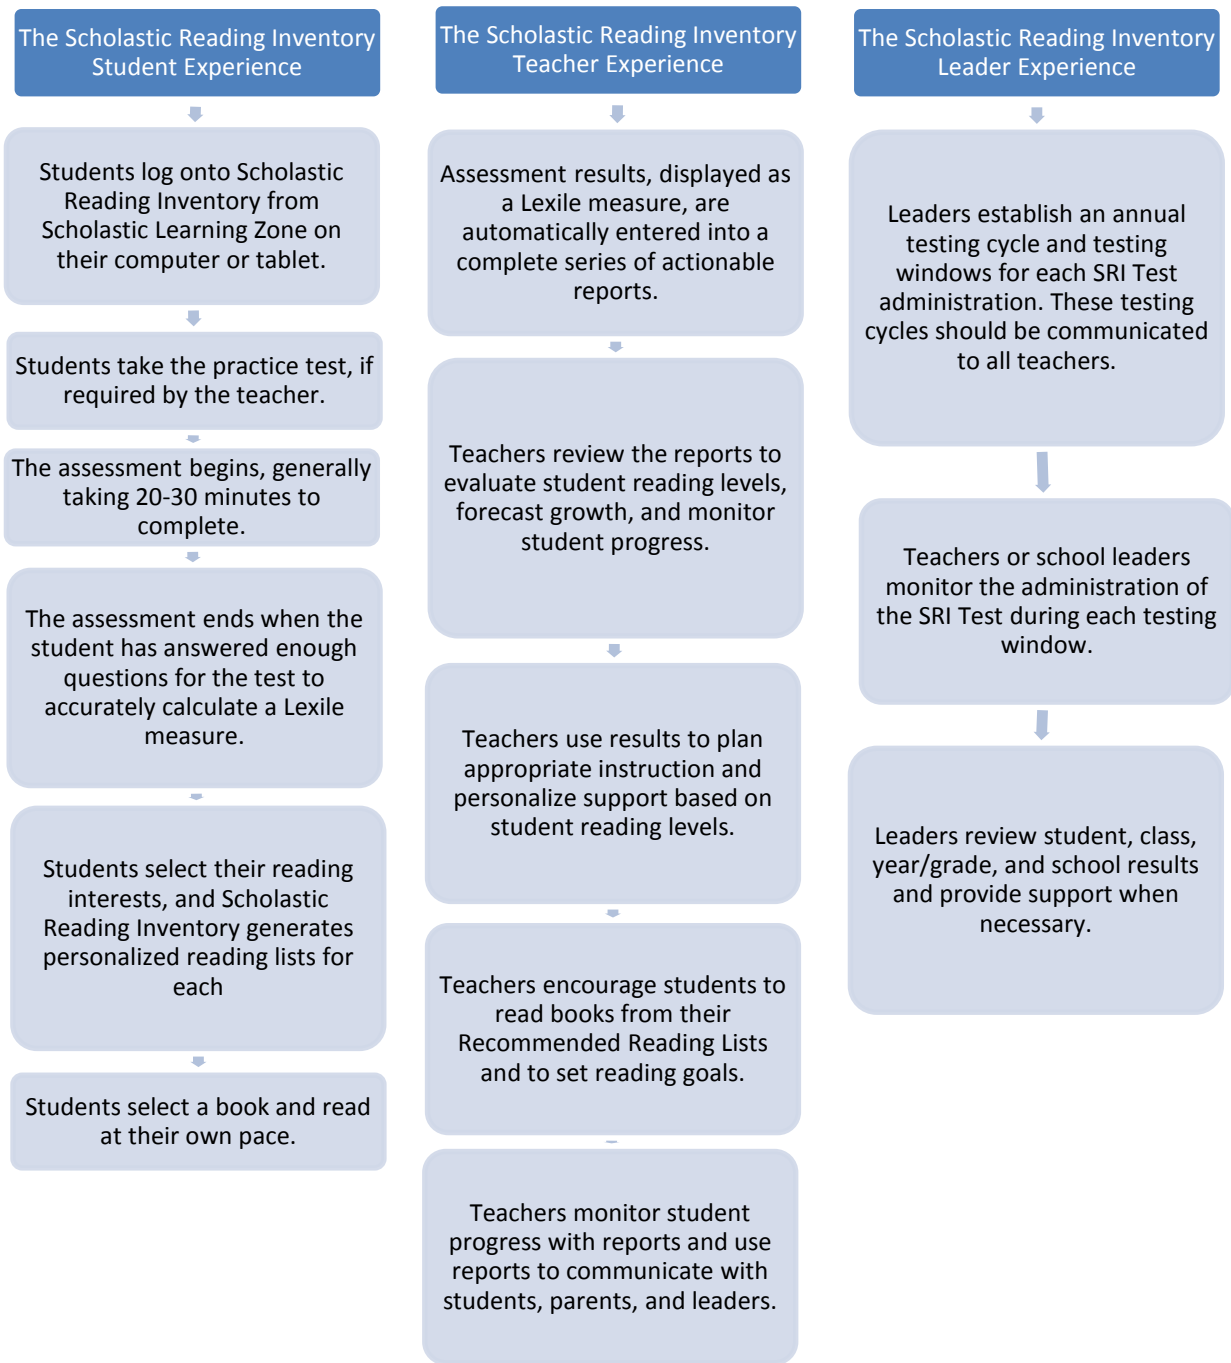 The Scholastic Reading Inventory
Student Experience
Students log onto Scholastic
Reading Inventory from
Scholastic Learning Zone on
their computer or tablet.
Students take the practice test, if
required by the teacher.
The assessment begins, generally
taking 20-30 minutes to
complete.
The assessment ends when the
student has answered enough
questions for the test to
accurately calculate a Lexile
measure.
Students select their reading
interests, and Scholastic
Reading Inventory generates
personalized reading lists for
each
Students select a book and read
at their own pace.
The Scholastic Reading Inventory
Teacher Experience
Assessment results, displayed as
a Lexile measure, are
automatically entered into a
complete series of actionable
reports.
Teachers review the reports to
evaluate student reading levels,
forecast growth, and monitor
student progress.
Teachers use results to plan
appropriate instruction and
personalize support based on
student reading levels.
Teachers encourage students to
read books from their
Recommended Reading Lists
and to set reading goals.
Teachers monitor student
progress with reports and use
reports to communicate with
students, parents, and leaders.
The Scholastic Reading Inventory
Leader Experience
Leaders establish an annual
testing cycle and testing
windows for each SRI Test
administration. These testing
cycles should be communicated
to all teachers.
Teachers or school leaders
monitor the administration of
the SRI Test during each testing
window.
Leaders review student, class,
year/grade, and school results
and provide support when
necessary.